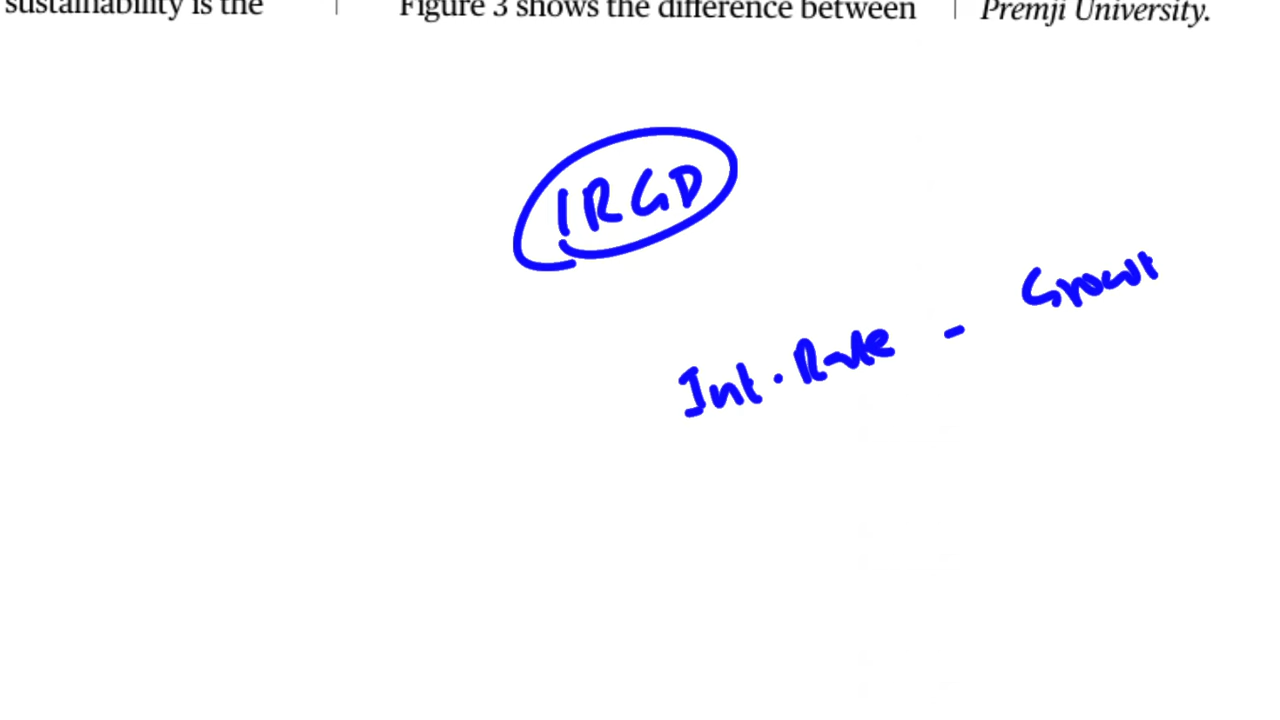 sustainability is the
Figure 3 shows the difference between
Premji University.
IRGD
Int. Rate - Growt